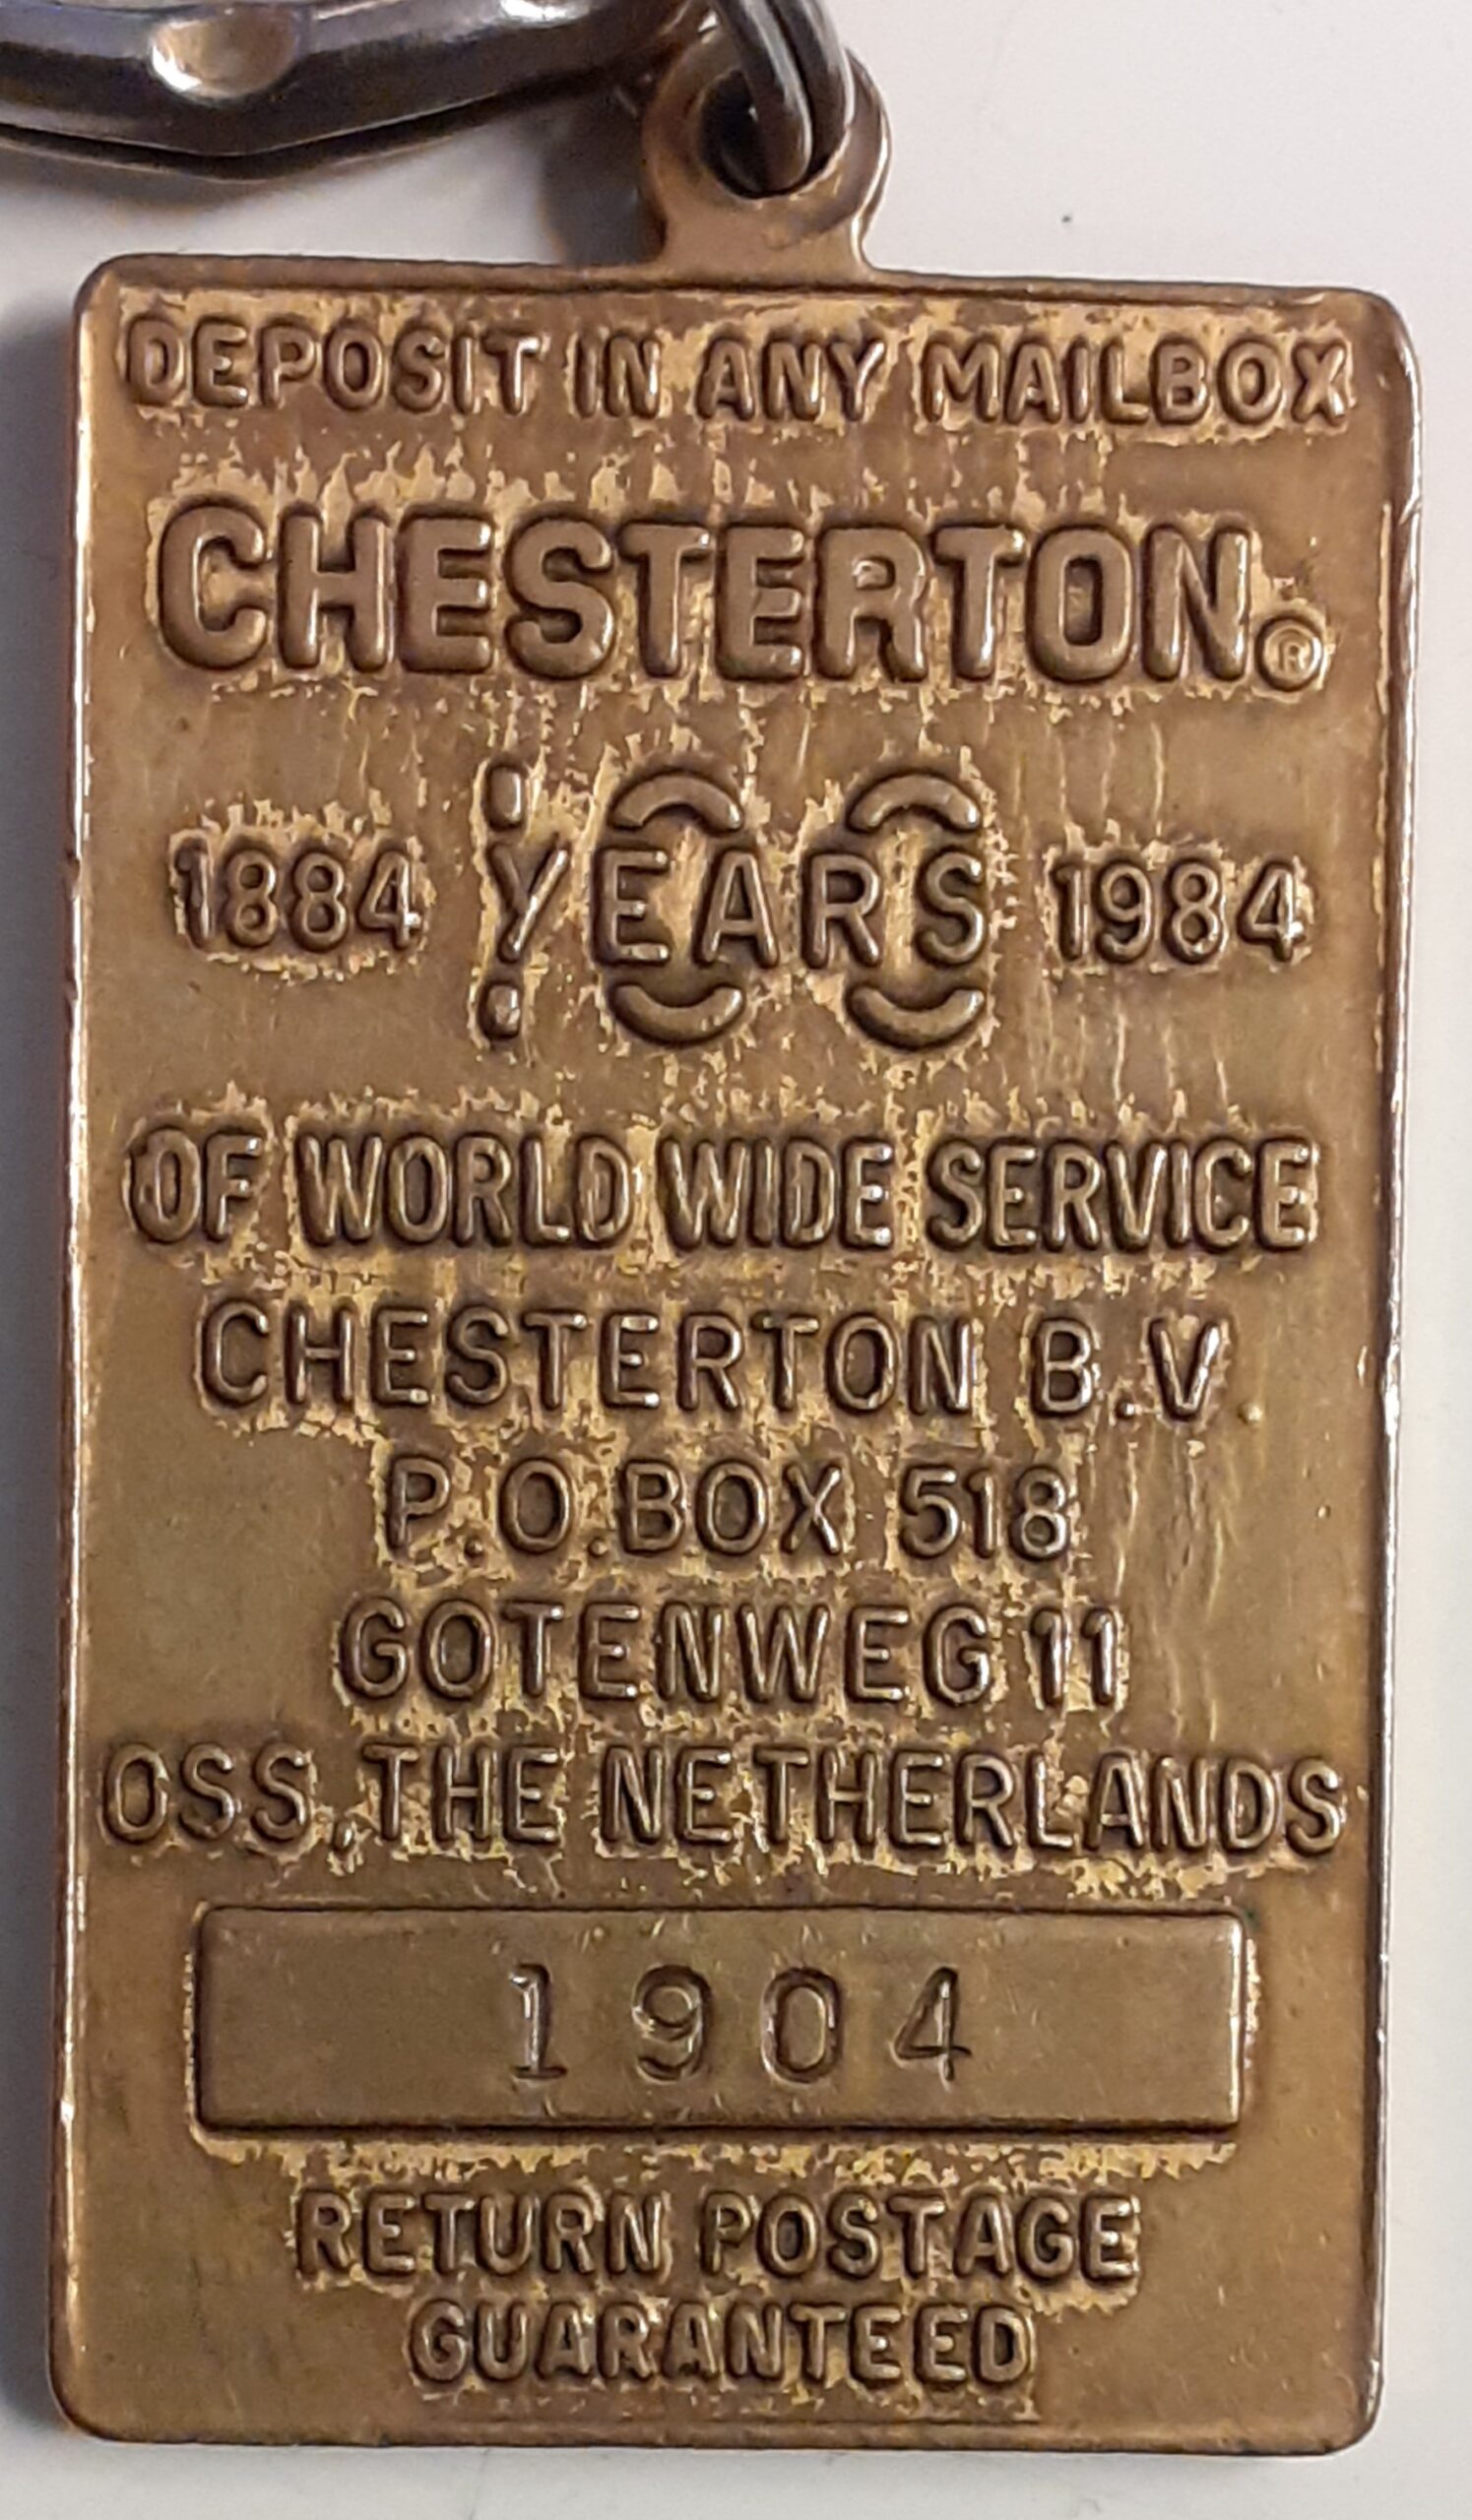 DEPOSIT IN ANY MAILBOX
CHESTERTON®
1884 100 YEARS 1984
OF WORLD WIDE SERVICE
CHESTERTON B.V.
P.O.BOX 518
GOTENWEG 11
OSS, THE NETHERLANDS
1904
RETURN POSTAGE
GUARANTEED